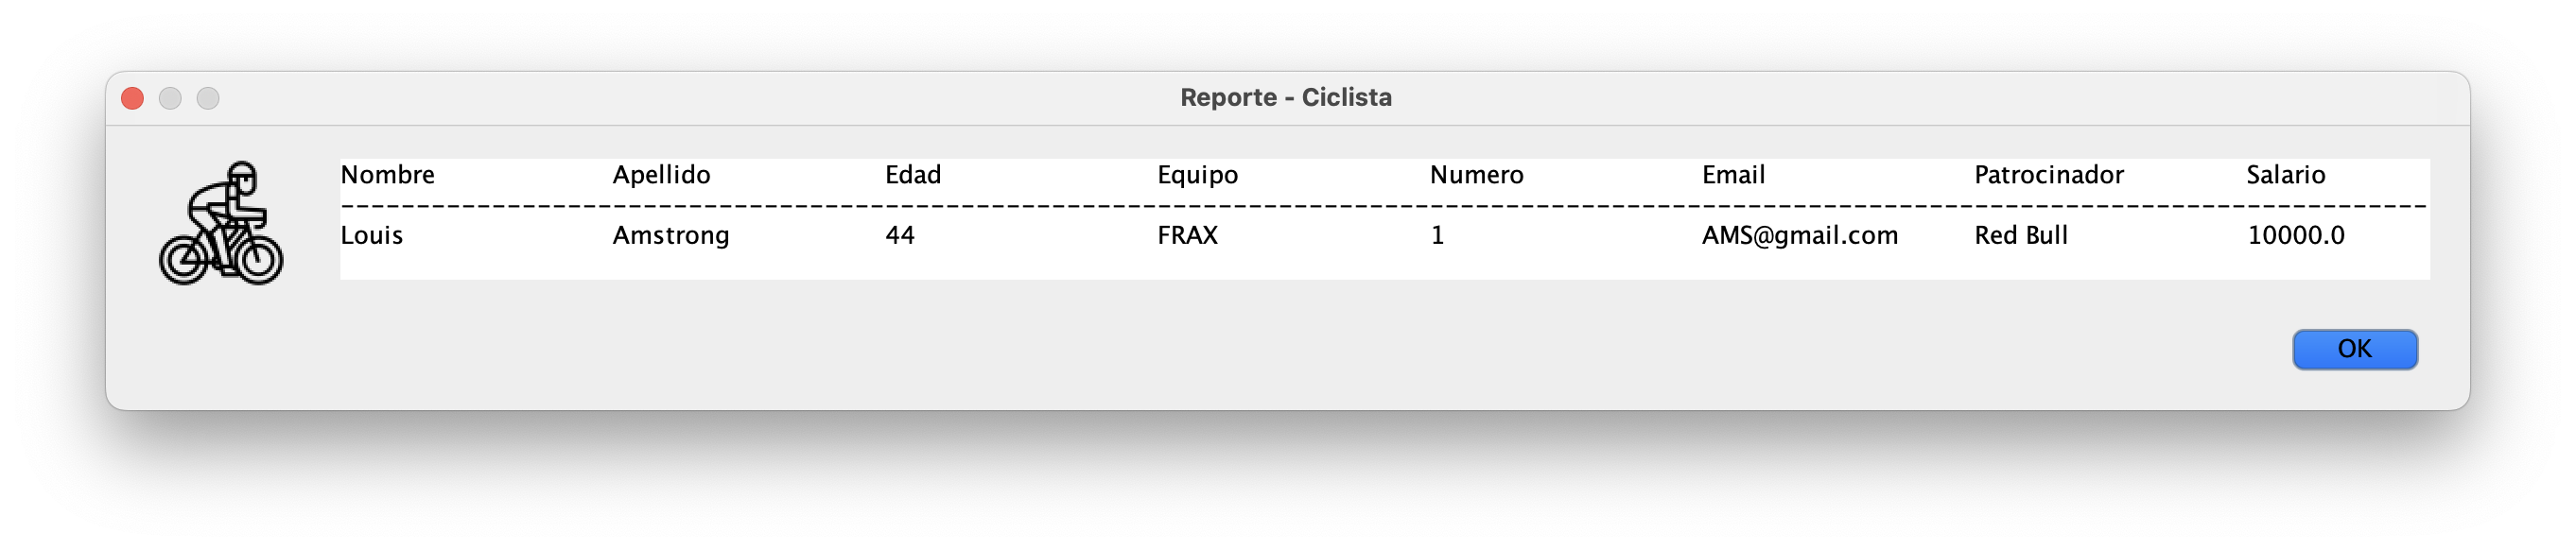 Reporte - Ciclista
Nombre Apellido Edad Equipo Numero Email Patrocinador Salario
------------------------------------------------------------------------------------------------------------------------------------------
Louis Amstrong 44 FRAX 1 AMS@gmail.com Red Bull 10000.0
OK